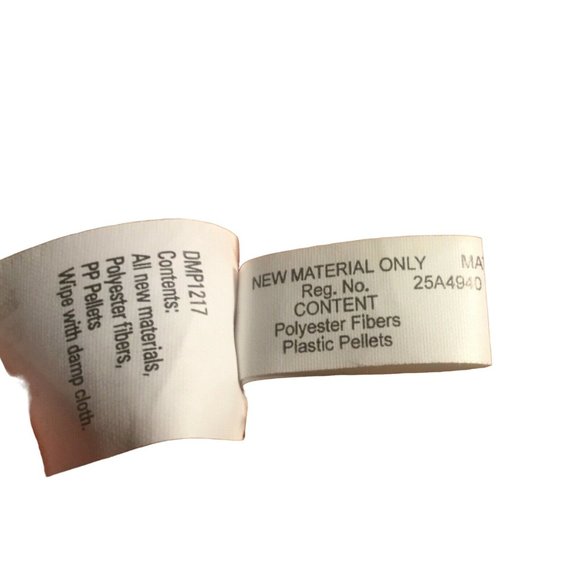 DMP1217
Contents:
All new materials,
Polyester fibers,
PP Pellets
Wipe with damp cloth.
NEW MATERIAL ONLY
Reg. No.
CONTENT
Polyester Fibers
Plastic Pellets
25A4940